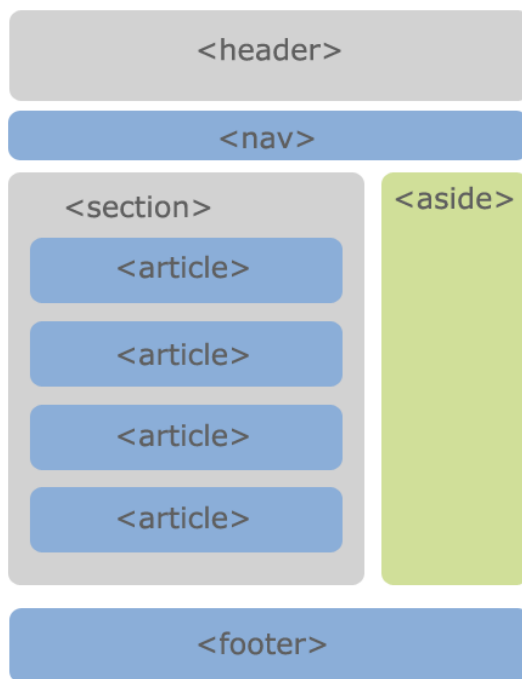 <header>
<nav>
<section>
<article>
<article>
<article>
<article>
<aside>
<footer>